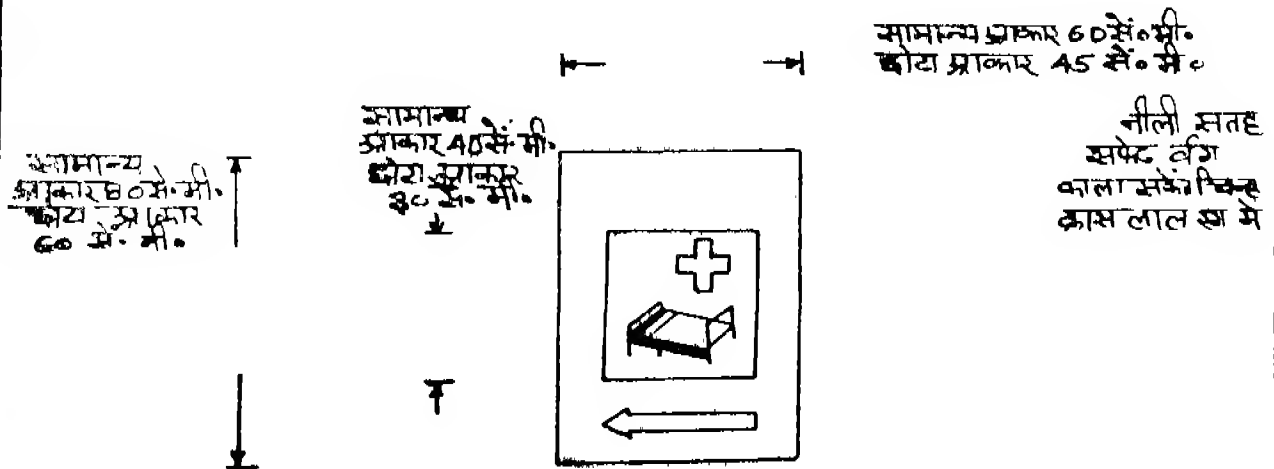 सामान्य आकार 60 सें॰ मी॰
छोटा आकार 45 सें॰ मी॰
सामान्य
आकार 40 सें॰ मी॰
छोटा आकार
30 सें॰ मी॰
सामान्य
आकार 80 सें॰ मी॰
छोटा आकार
60 सें॰ मी॰
नीली सतह
सफेद वर्ग
काला संकेत चिन्ह
क्रास लाल रंग में